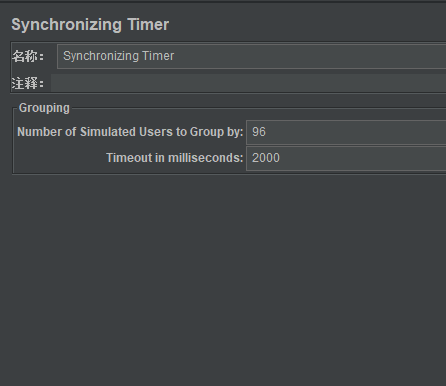 Synchronizing Timer
名称： Synchronizing Timer
注释：
Grouping
Number of Simulated Users to Group by: 96
Timeout in milliseconds: 2000